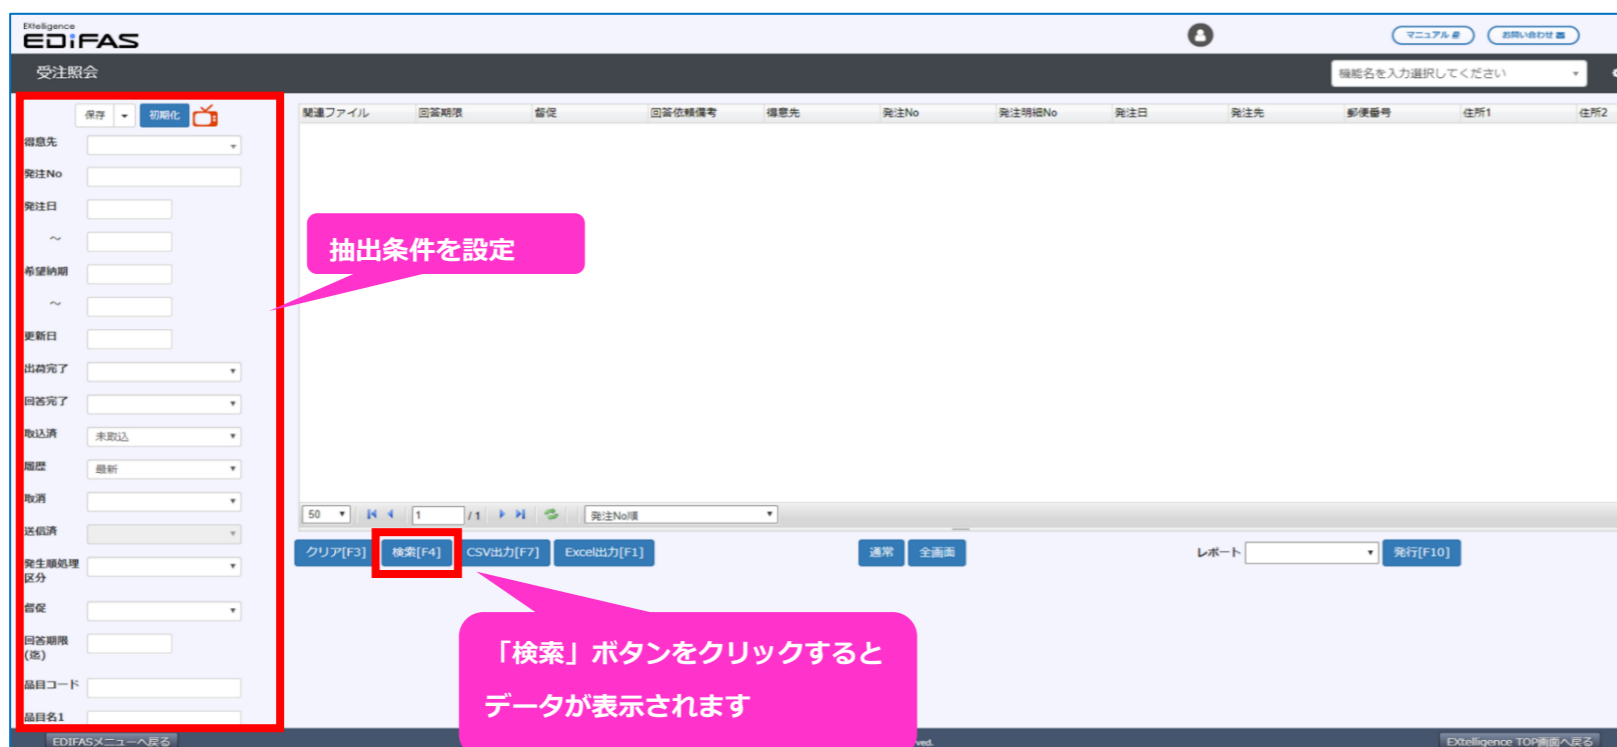 EXtelligence
EDiFAS
マニュアル
お問い合わせ
受注照会
機能名を入力選択してください
保存
初期化
得意先
発注No
発注日
～
希望納期
～
更新日
出荷完了
回答完了
取込済 未取込
履歴 最新
取消
送信済
発生順処理
区分
督促
回答期限
(迄)
品目コード
品目名1
関連ファイル 回答期限 督促 回答依頼備考 得意先 発注No 発注明細No 発注日 発注先 郵便番号 住所1 住所2
抽出条件を設定
50 1 / 1 発注No順
クリア[F3] 検索[F4] CSV出力[F7] Excel出力[F1] 通常 全画面 レポート 発行[F10]
「検索」ボタンをクリックすると
データが表示されます
EDIFASメニューへ戻る
rved.
EXtelligence TOP画面へ戻る